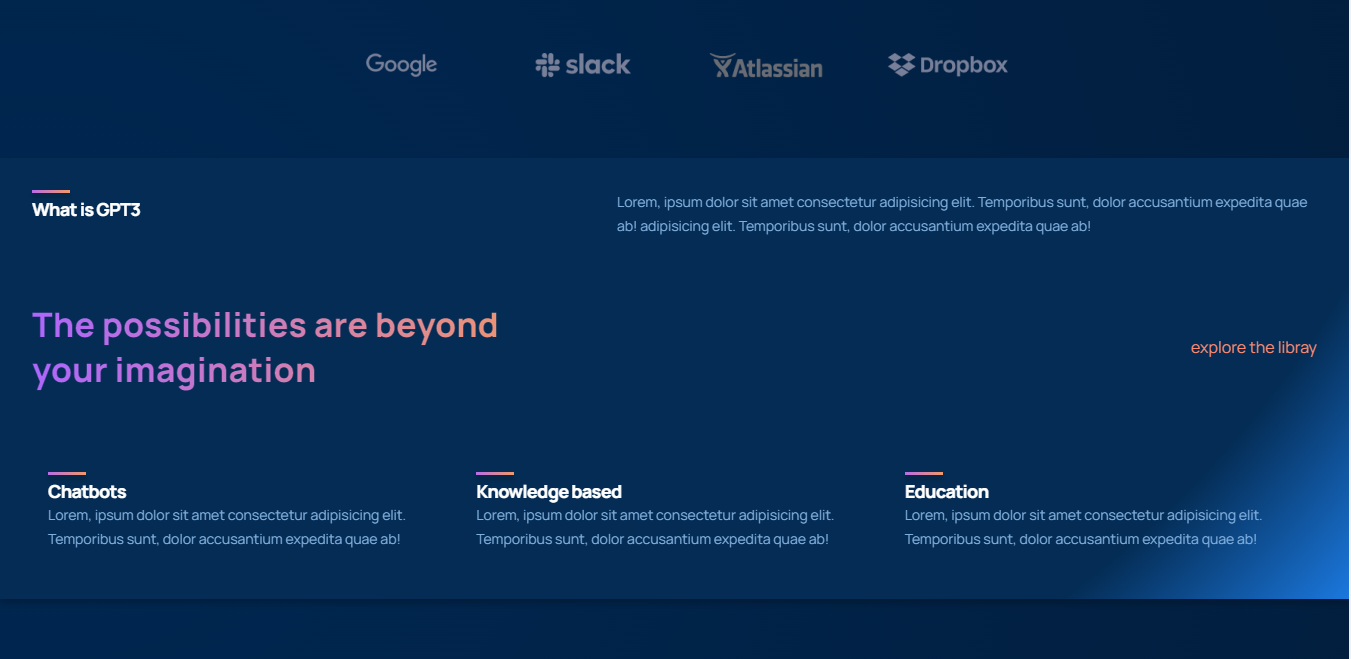 Google slack Atlassian Dropbox
What is GPT3
Lorem, ipsum dolor sit amet consectetur adipisicing elit. Temporibus sunt, dolor accusantium expedita quae
ab! adipisicing elit. Temporibus sunt, dolor accusantium expedita quae ab!
The possibilities are beyond
your imagination
explore the libray
Chatbots
Lorem, ipsum dolor sit amet consectetur adipisicing elit.
Temporibus sunt, dolor accusantium expedita quae ab!
Knowledge based
Lorem, ipsum dolor sit amet consectetur adipisicing elit.
Temporibus sunt, dolor accusantium expedita quae ab!
Education
Lorem, ipsum dolor sit amet consectetur adipisicing elit.
Temporibus sunt, dolor accusantium expedita quae ab!